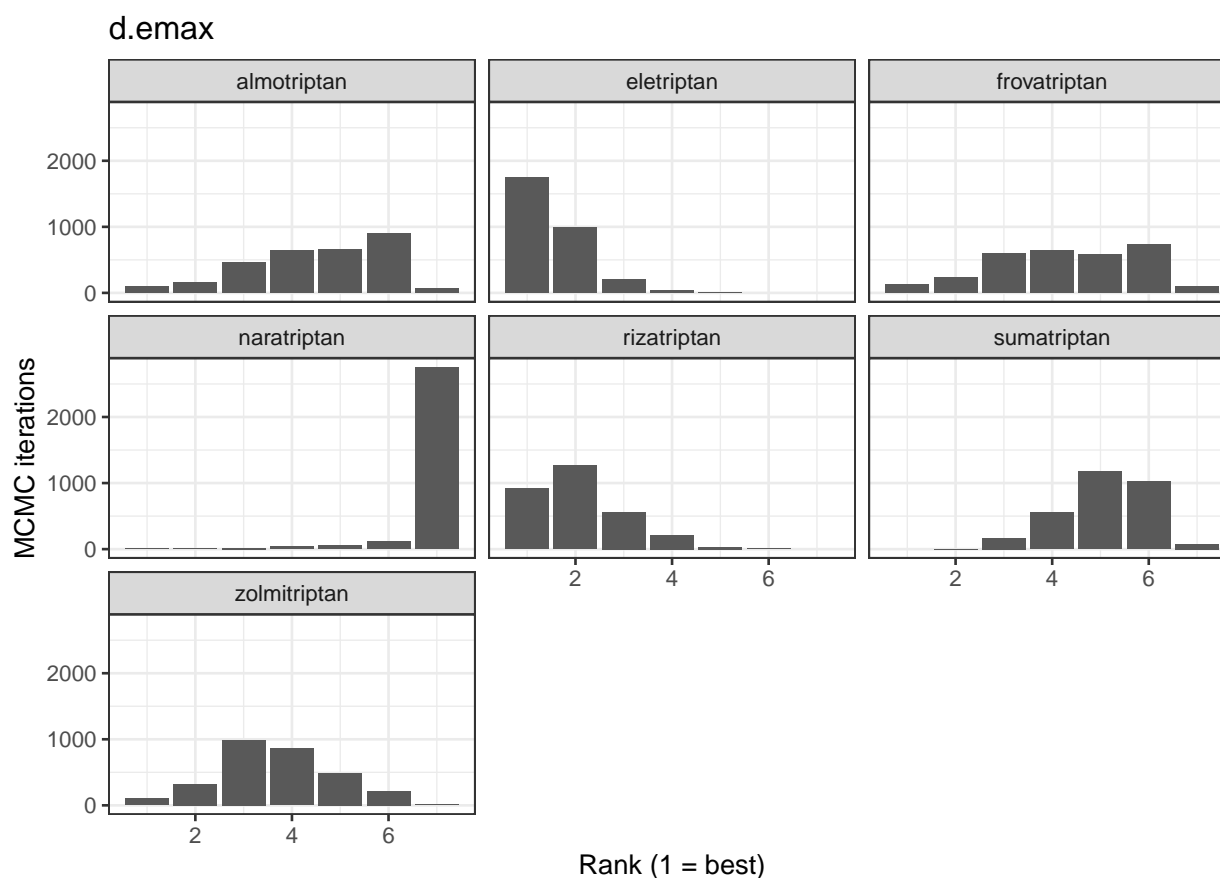 d.emax
almotriptan
eletriptan
frovatriptan
2000
1000
0
naratriptan
rizatriptan
sumatriptan
2000
1000
0
2 4 6
2 4 6
zolmitriptan
2000
1000
0
2 4 6
MCMC iterations
Rank (1 = best)